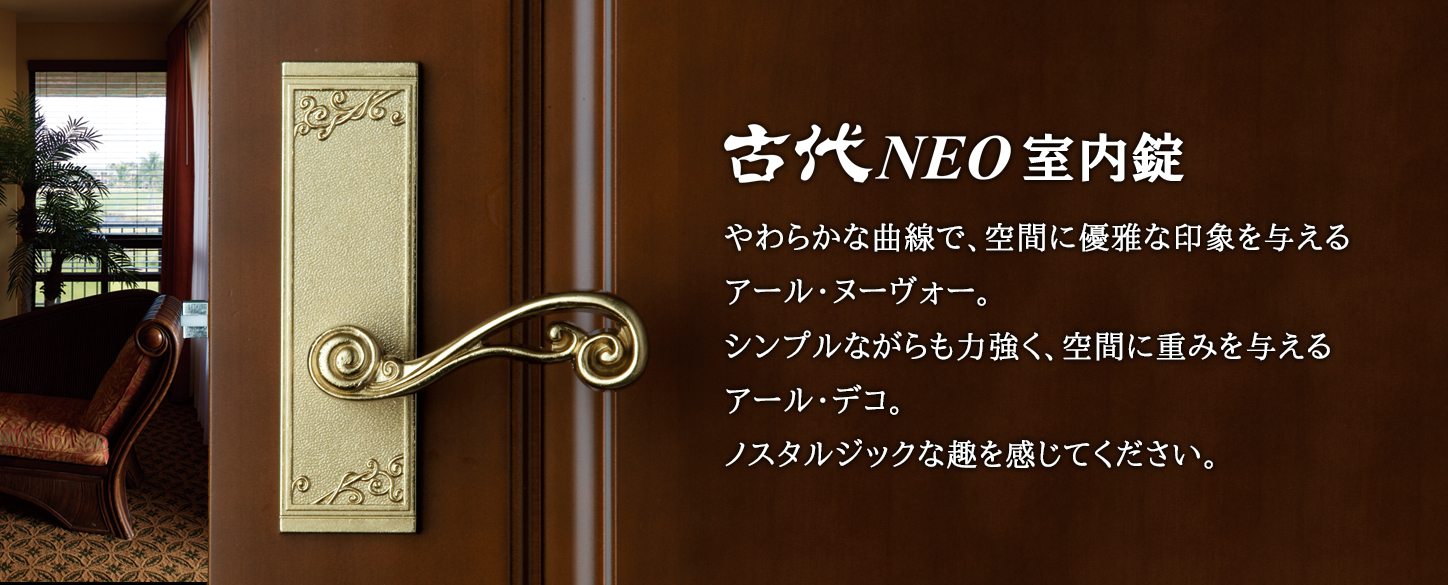 古代NEO 室内錠
やわらかな曲線で、空間に優雅な印象を与える
アール・ヌーヴォー。
シンプルながらも力強く、空間に重みを与える
アール・デコ。
ノスタルジックな趣を感じてください。